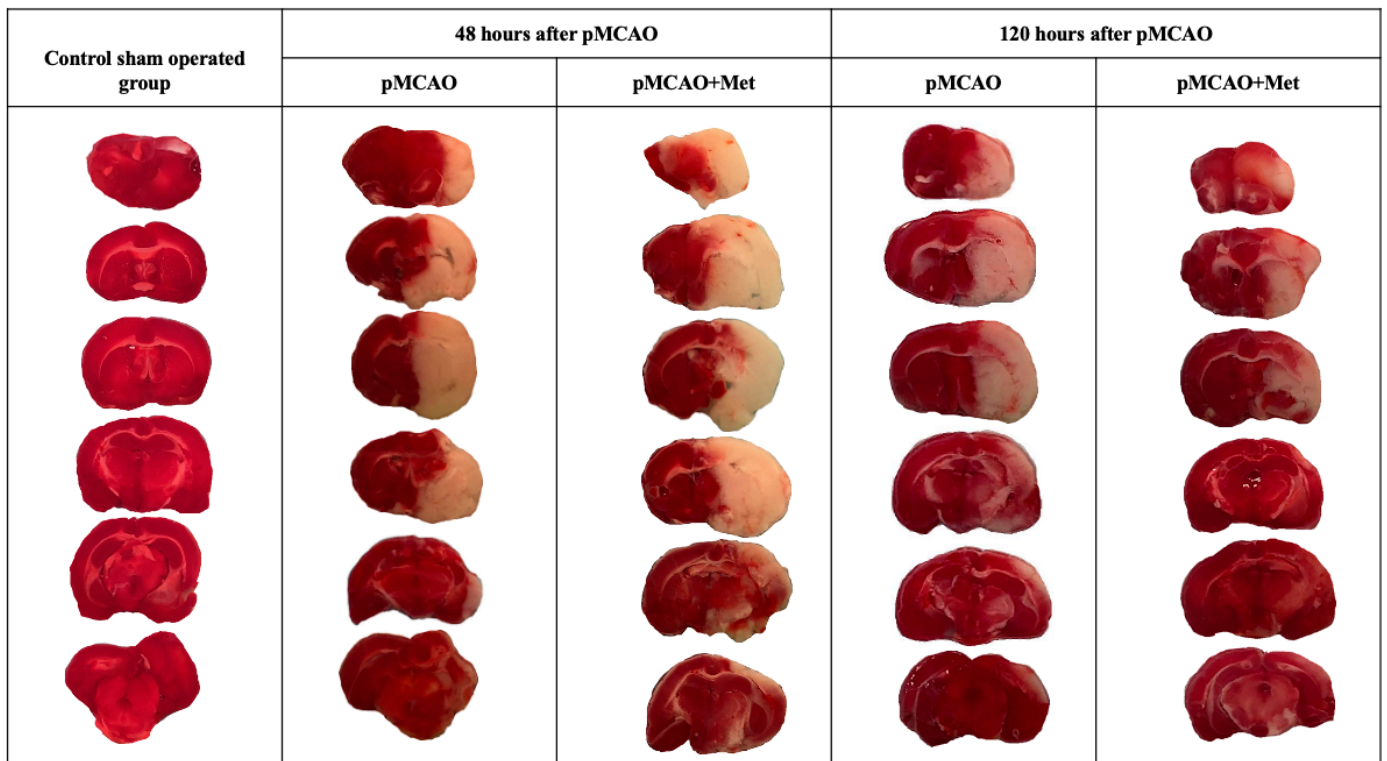 Control sham operated
group
48 hours after pMCAO
120 hours after pMCAO
pMCAO
pMCAO+Met
pMCAO
pMCAO+Met